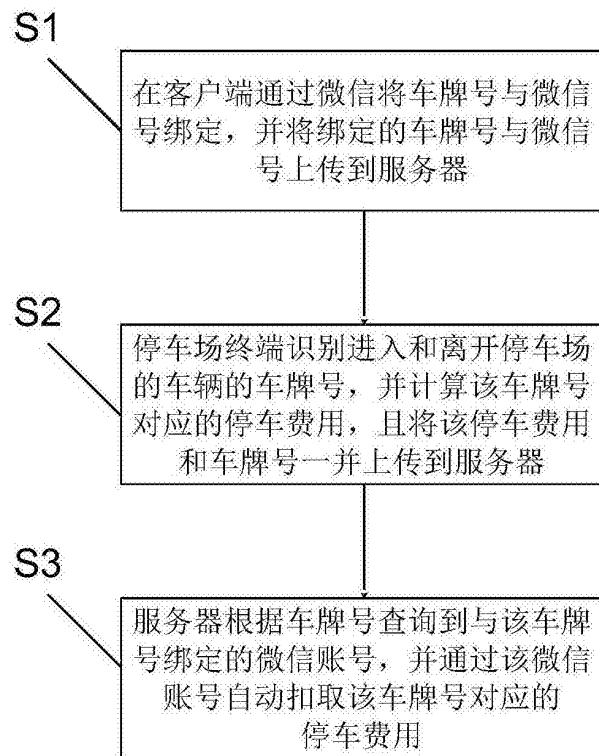 S1
在客户端通过微信将车牌号与微信
号绑定，并将绑定的车牌号与微信
号上传到服务器
S2
停车场终端识别进入和离开停车场
的车辆的车牌号，并计算该车牌号
对应的停车费用，且将该停车费用
和车牌号一并上传到服务器
S3
服务器根据车牌号查询到与该车牌
号绑定的微信账号，并通过该微信
账号自动扣取该车牌号对应的
停车费用